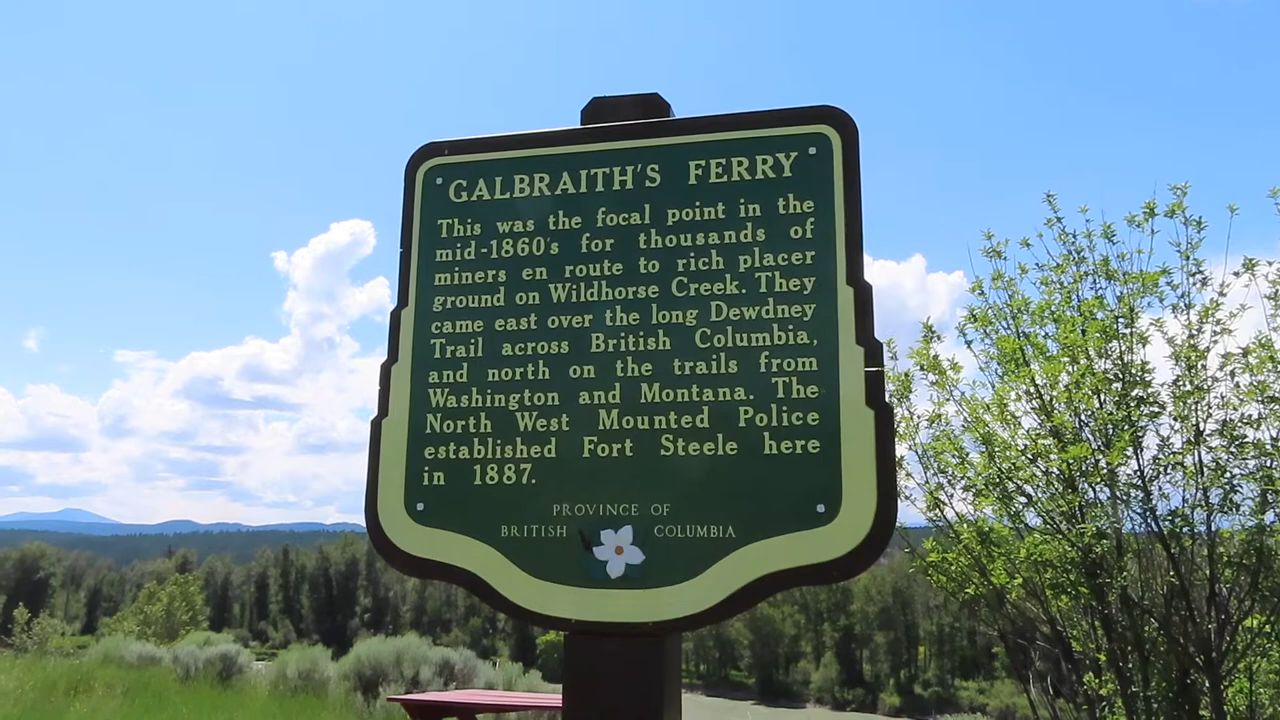 GALBRAITH'S FERRY
This was the focal point in the
mid-1860's for thousands of
miners en route to rich placer
ground on Wildhorse Creek. They
came east over the long Dewdney
Trail across British Columbia,
and north on the trails from
Washington and Montana. The
North West Mounted Police
established Fort Steele here
in 1887.
PROVINCE OF
BRITISH COLUMBIA